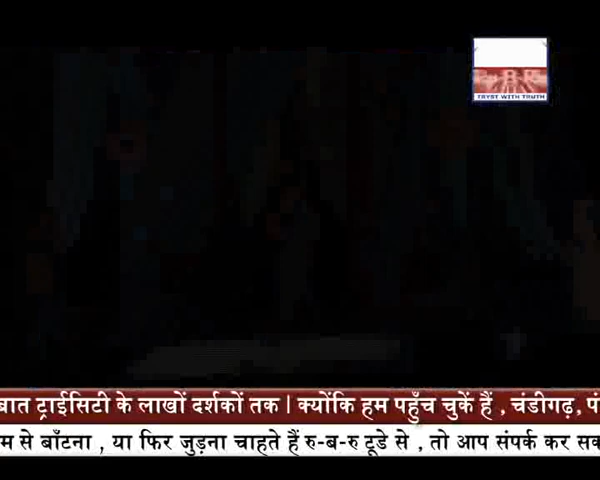 TRYST WITH TRUTH
बात ट्राईसिटी के लाखों दर्शकों तक | क्योंकि हम पहुँच चुकें हैं , चंडीगढ़,
से बाँटना , या फिर जुड़ना चाहते हैं रु-ब-रु टूडे से , तो आप संपर्क कर